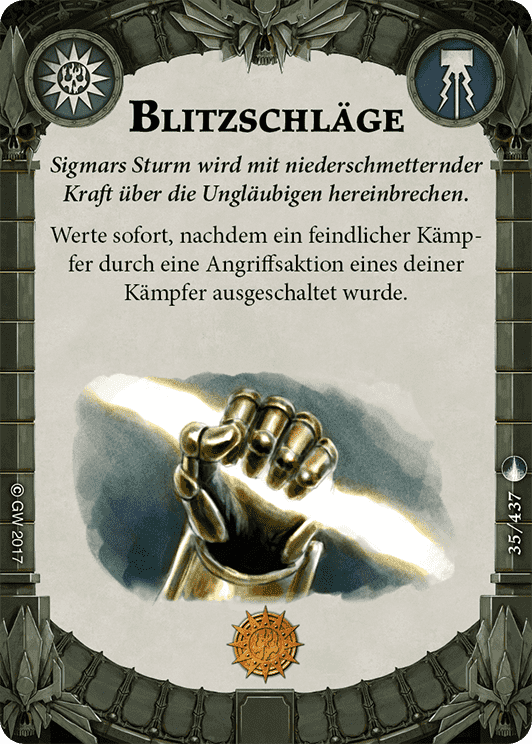 Blitzschläge
Sigmars Sturm wird mit niederschmetternder
Kraft über die Ungläubigen hereinbrechen.
Werte sofort, nachdem ein feindlicher Kämp-
fer durch eine Angriffsaktion eines deiner
Kämpfer ausgeschaltet wurde.
© GW 2017
35/437